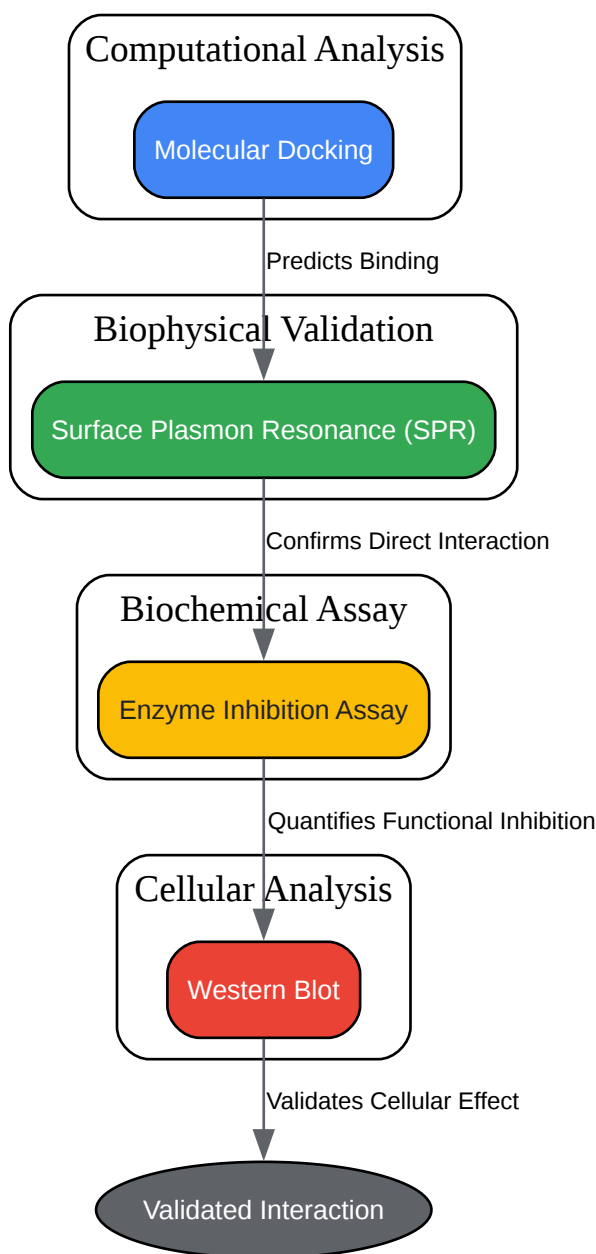 Computational Analysis
Molecular Docking
Predicts Binding
Biophysical Validation
Surface Plasmon Resonance (SPR)
Confirms Direct Interaction
Biochemical Assay
Enzyme Inhibition Assay
Quantifies Functional Inhibition
Cellular Analysis
Western Blot
Validates Cellular Effect
Validated Interaction